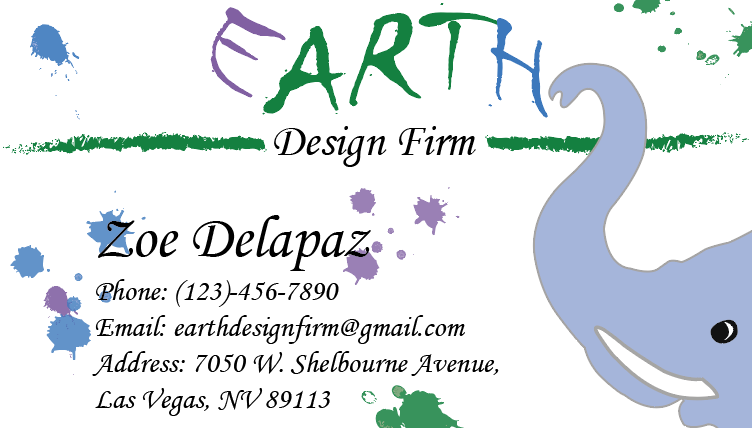 EARTH
Design Firm
Zoe Delapaz
Phone: (123)-456-7890
Email: earthdesignfirm@gmail.com
Address: 7050 W. Shelbourne Avenue,
Las Vegas, NV 89113